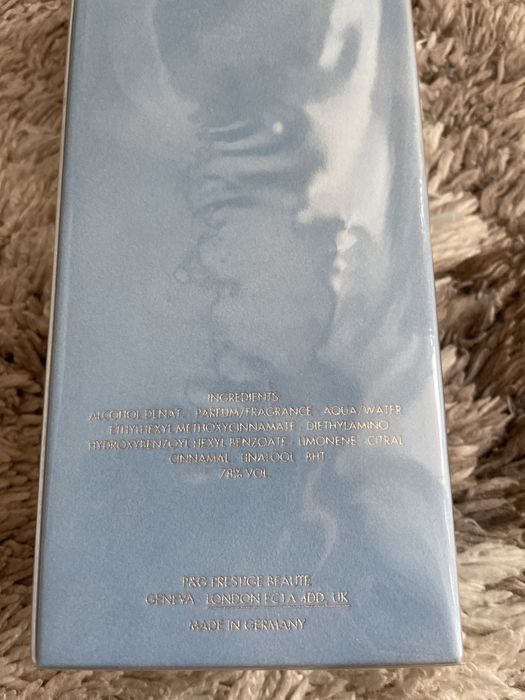 INGREDIENTS
ALCOHOL DENAT. · PARFUM/FRAGRANCE · AQUA/WATER
ETHYLHEXYL METHOXYCINNAMATE · DIETHYLAMINO
HYDROXYBENZOYL HEXYL BENZOATE · LIMONENE · CITRAL
CINNAMAL · LINALOOL · BHT
78% VOL.
P&G PRESTIGE BEAUTE
GENEVA · LONDON EC1A 4DD, UK
MADE IN GERMANY